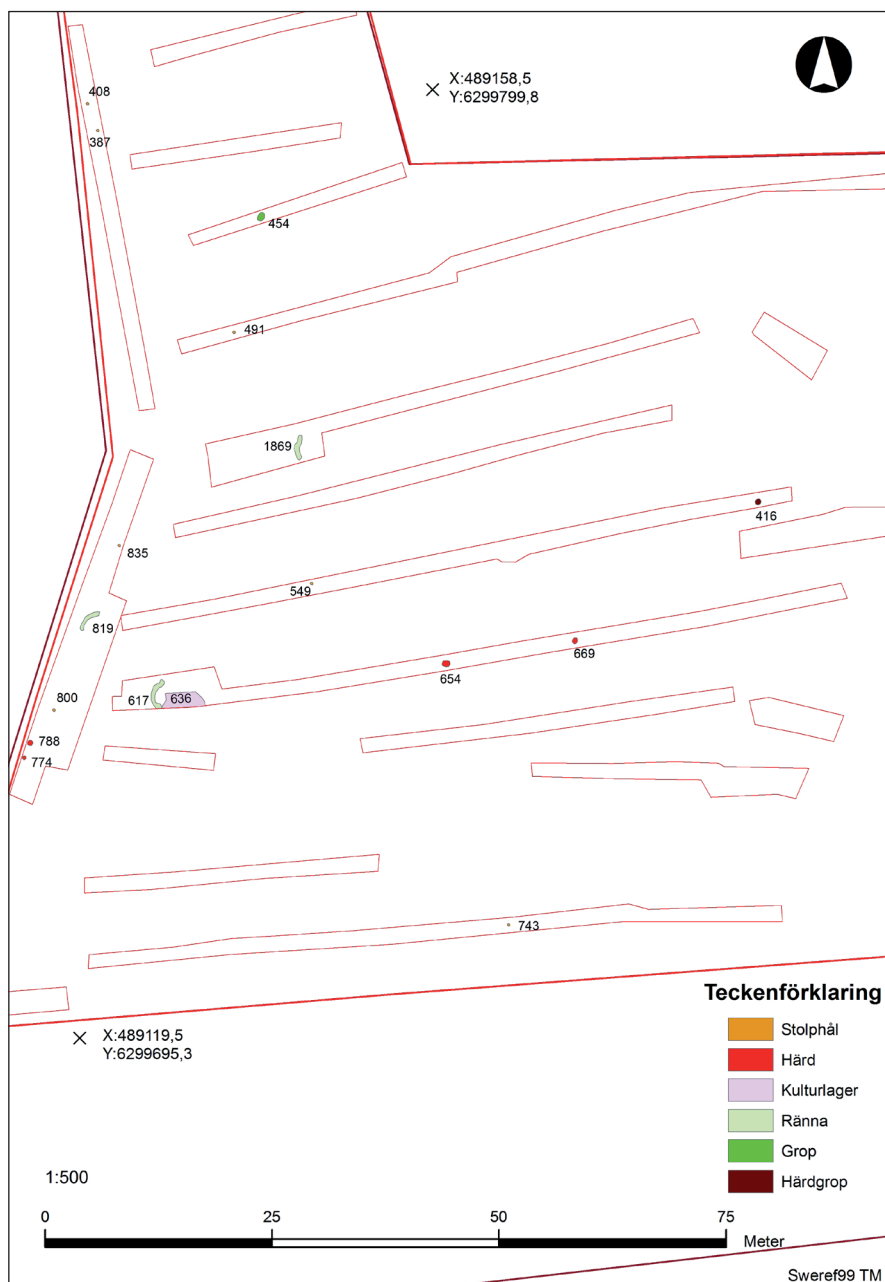 X:489158,5
Y:6299799,8
408
387
454
491
1869
416
835
549
819
669
654
617
636
800
788
774
743
X:489119,5
Y:6299695,3
Teckenförklaring
Stolphål
Härd
Kulturlager
Ränna
Grop
Härdgrop
1:500
0 25 50 75
Meter
Sweref99 TM